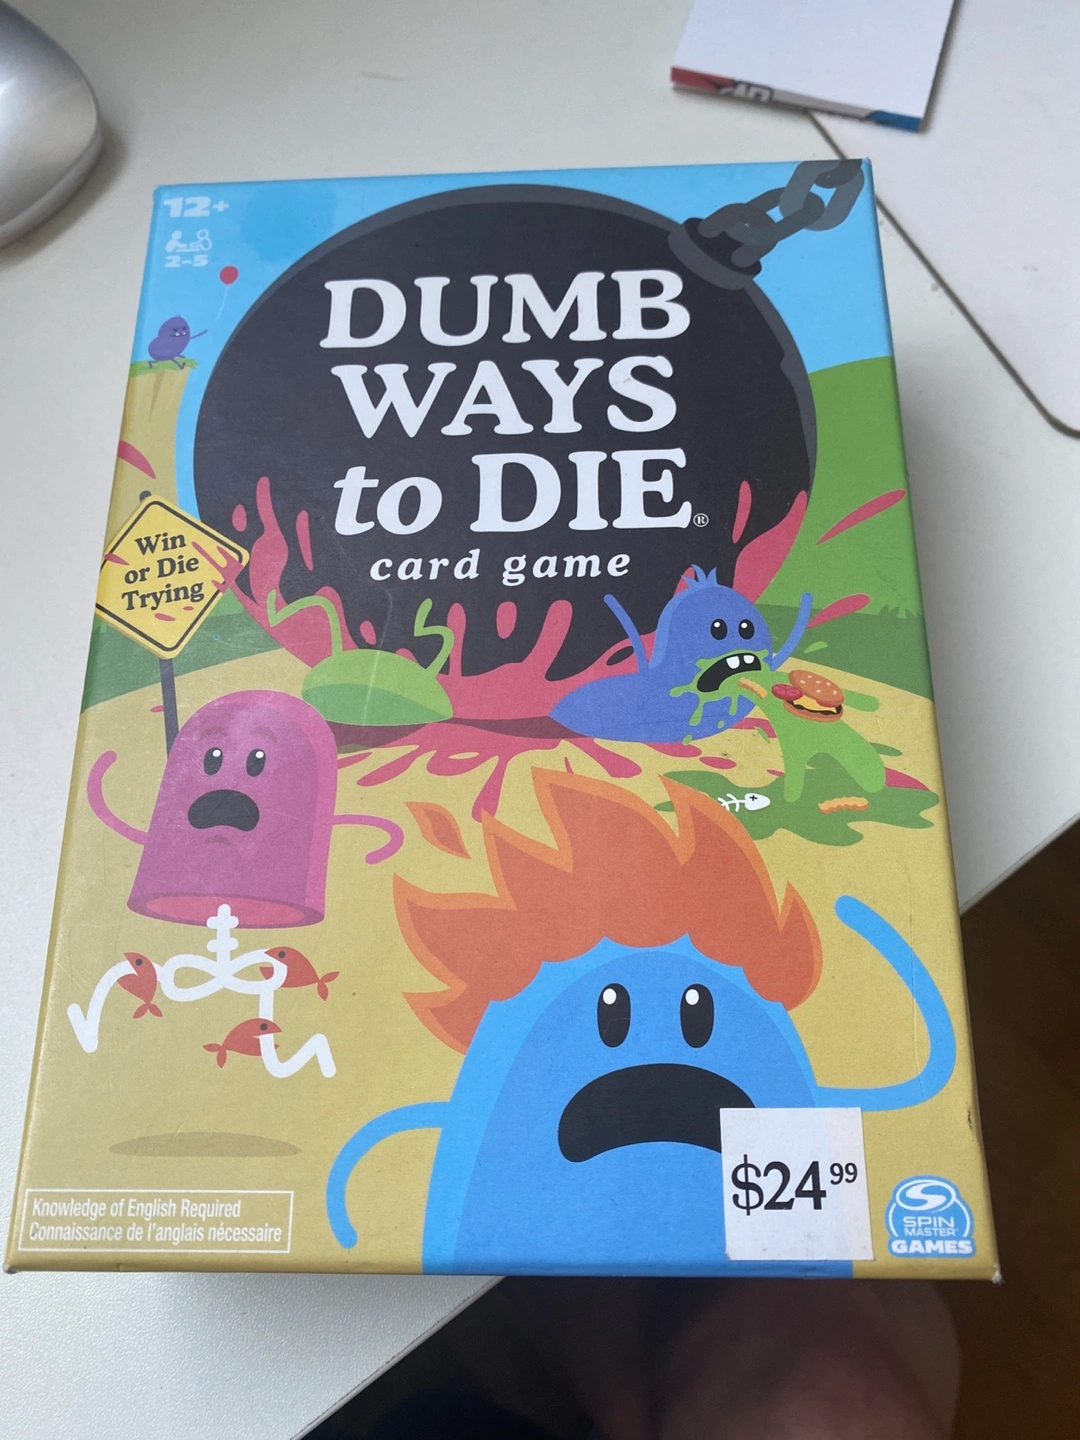 12+
2-5
DUMB
WAYS
to DIE®
card game
Win
or Die
Trying
$24.99
Knowledge of English Required
Connaissance de l'anglais nécessaire
SPIN
MASTER
GAMES